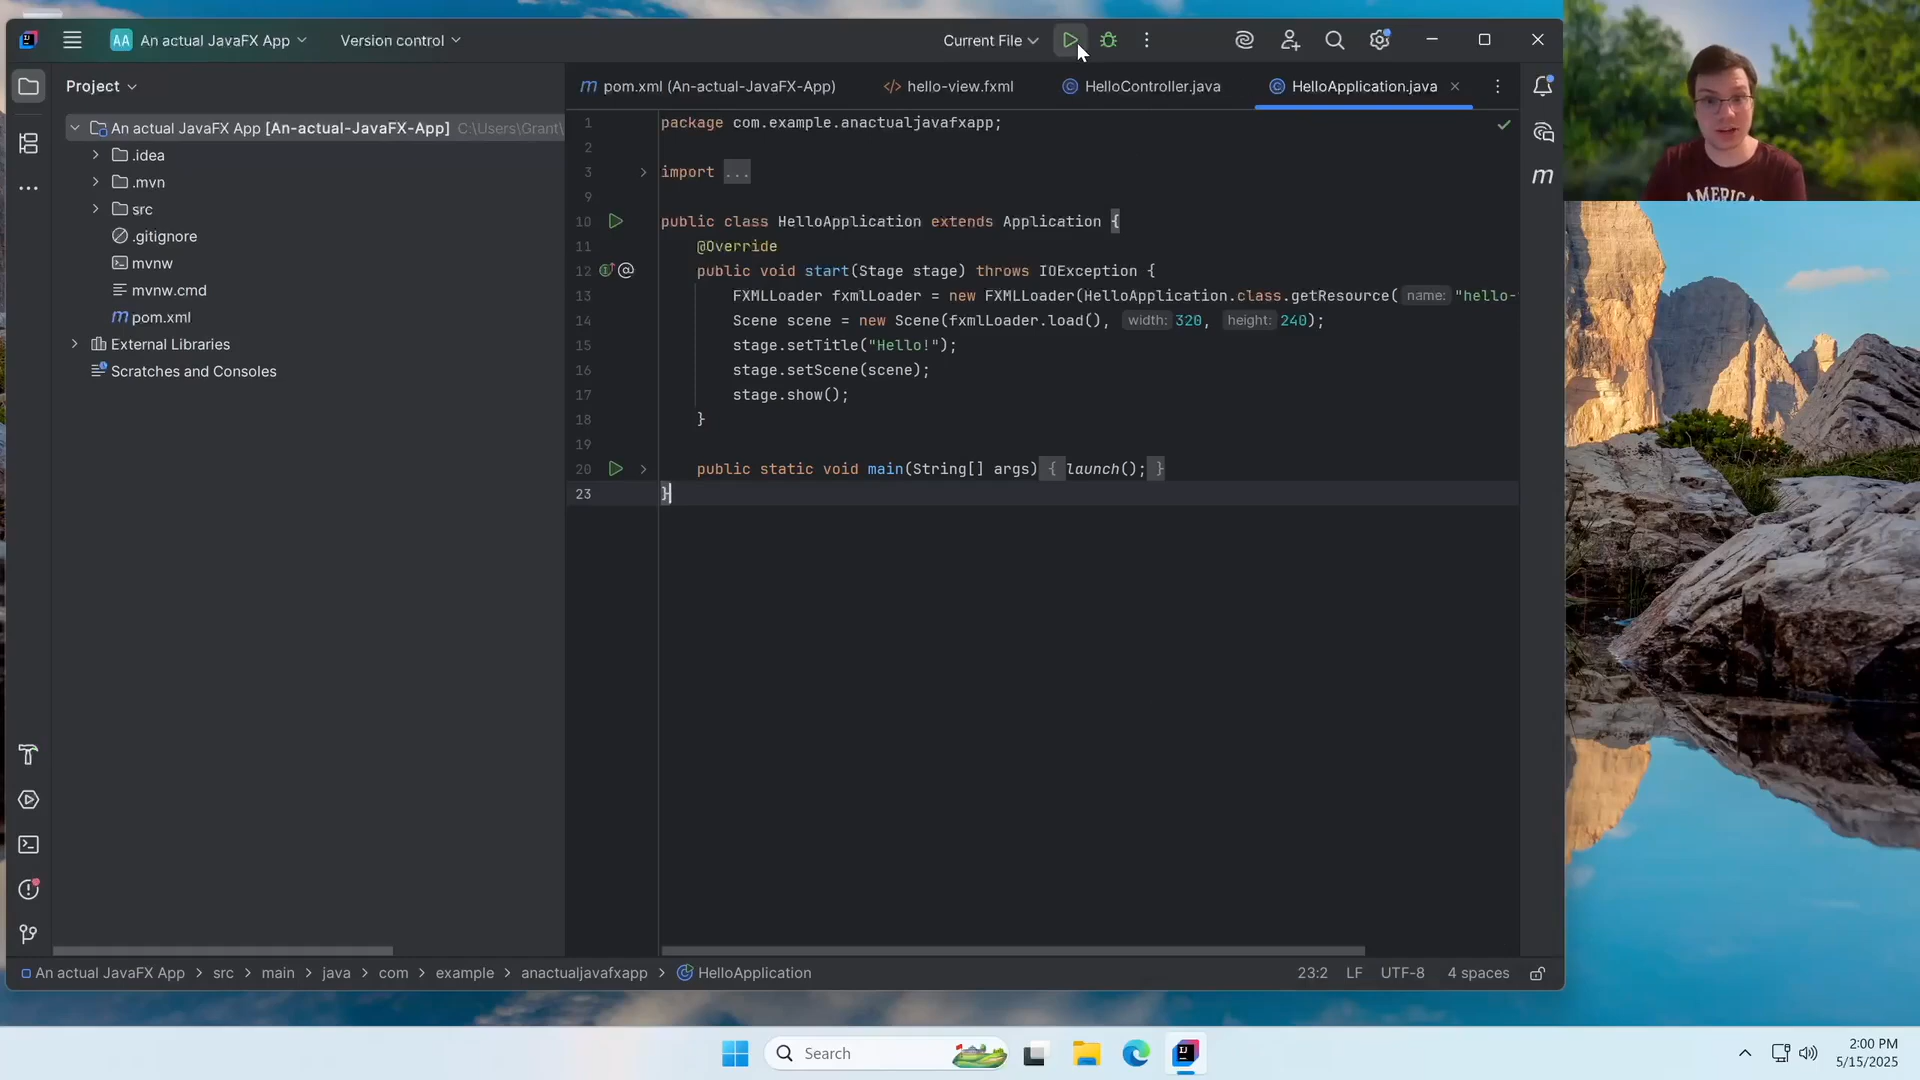 AA An actual JavaFX App
Version control
Current File
Project
An actual JavaFX App [An-actual-JavaFX-App] C:\Users\Grant\
.idea
.mvn
src
.gitignore
mvnw
mvnw.cmd
m pom.xml
External Libraries
Scratches and Consoles
m pom.xml (An-actual-JavaFX-App)
</> hello-view.fxml
HelloController.java
HelloApplication.java
m
1 package com.example.anactualjavafxapp;
2
3 import ...
9
10 public class HelloApplication extends Application {
11 @Override
12 public void start(Stage stage) throws IOException {
13 FXMLLoader fxmlLoader = new FXMLLoader(HelloApplication.class.getResource( name: "hello-
14 Scene scene = new Scene(fxmlLoader.load(), width: 320, height: 240);
15 stage.setTitle("Hello!");
16 stage.setScene(scene);
17 stage.show();
18 }
19
20 public static void main(String[] args) { launch(); }
23 }
An actual JavaFX App > src > main > java > com > example > anactualjavafxapp > HelloApplication
23:2 LF UTF-8 4 spaces
AMERICA
Search
2:00 PM
5/15/2025